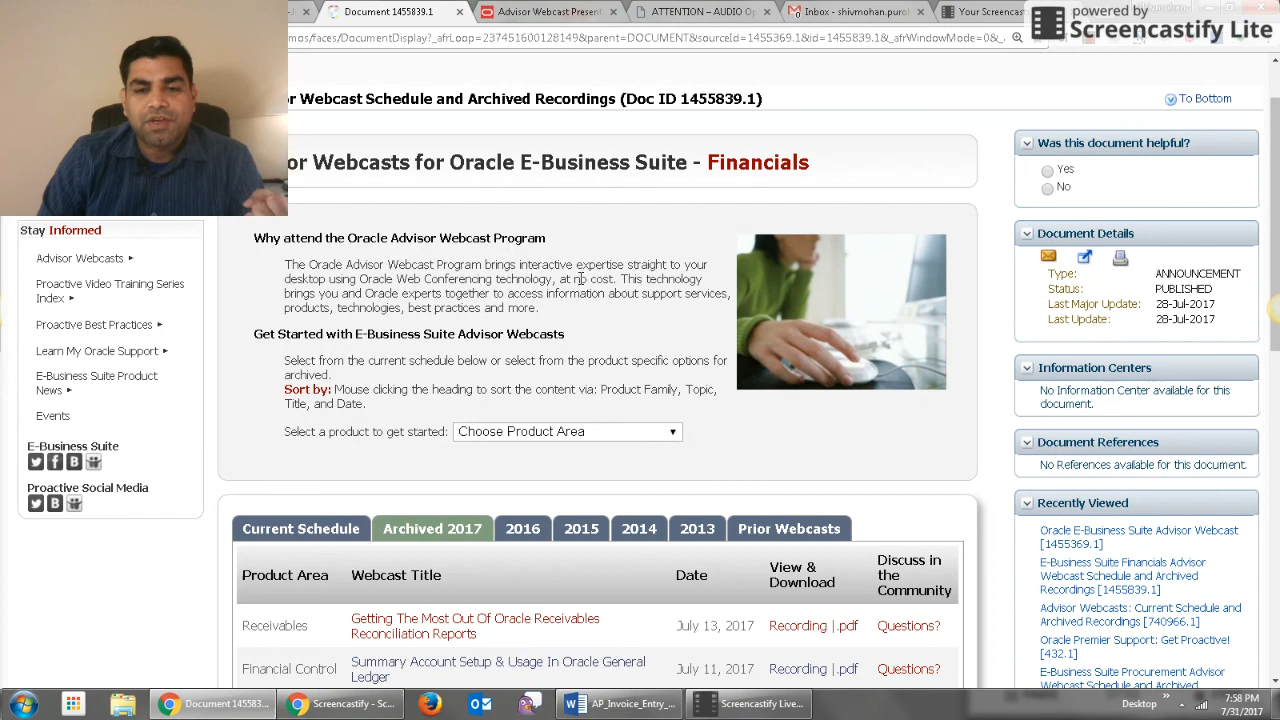 Document 1455839.1
Advisor Webcast Present
ATTENTION – AUDIO Op
Inbox - shivmohan.purol
Your Screencas
powered by
Screencastify Lite
parent=DOCUMENT&sourceId=1455369.1&id=1455839.1&_afrWindowMode=0&_
or Webcast Schedule and Archived Recordings (Doc ID 1455839.1)
To Bottom
or Webcasts for Oracle E-Business Suite - Financials
Was this document helpful?
Yes
No
Stay Informed
Advisor Webcasts
Proactive Video Training Series
Index
Proactive Best Practices
Learn My Oracle Support
E-Business Suite Product
News
Events
E-Business Suite
Proactive Social Media
Why attend the Oracle Advisor Webcast Program
The Oracle Advisor Webcast Program brings interactive expertise straight to your
desktop using Oracle Web Conferencing technology, at no cost. This technology
brings you and Oracle experts together to access information about support services,
products, technologies, best practices and more.
Get Started with E-Business Suite Advisor Webcasts
Select from the current schedule below or select from the product specific options for
archived.
Sort by: Mouse clicking the heading to sort the content via: Product Family, Topic,
Title, and Date.
Select a product to get started: Choose Product Area
Document Details
Type: ANNOUNCEMENT
Status: PUBLISHED
Last Major Update: 28-Jul-2017
Last Update: 28-Jul-2017
Information Centers
No Information Center available for this
document.
Document References
No References available for this document.
Recently Viewed
Oracle E-Business Suite Advisor Webcast
[1455369.1]
E-Business Suite Financials Advisor
Webcast Schedule and Archived
Recordings [1455839.1]
Advisor Webcasts: Current Schedule and
Archived Recordings [740966.1]
Oracle Premier Support: Get Proactive!
[432.1]
E-Business Suite Procurement Advisor
Webcast Schedule and Archived
Current Schedule Archived 2017 2016 2015 2014 2013 Prior Webcasts
Product Area Webcast Title Date View & Download Discuss in the Community
Receivables Getting The Most Out Of Oracle Receivables Reconciliation Reports July 13, 2017 Recording |.pdf Questions?
Financial Control Summary Account Setup & Usage In Oracle General Ledger July 11, 2017 Recording |.pdf Questions?
Document 145583...
Screencastify - Sc...
AP_Invoice_Entry_...
Screencastify Live...
Desktop
7:58 PM
7/31/2017